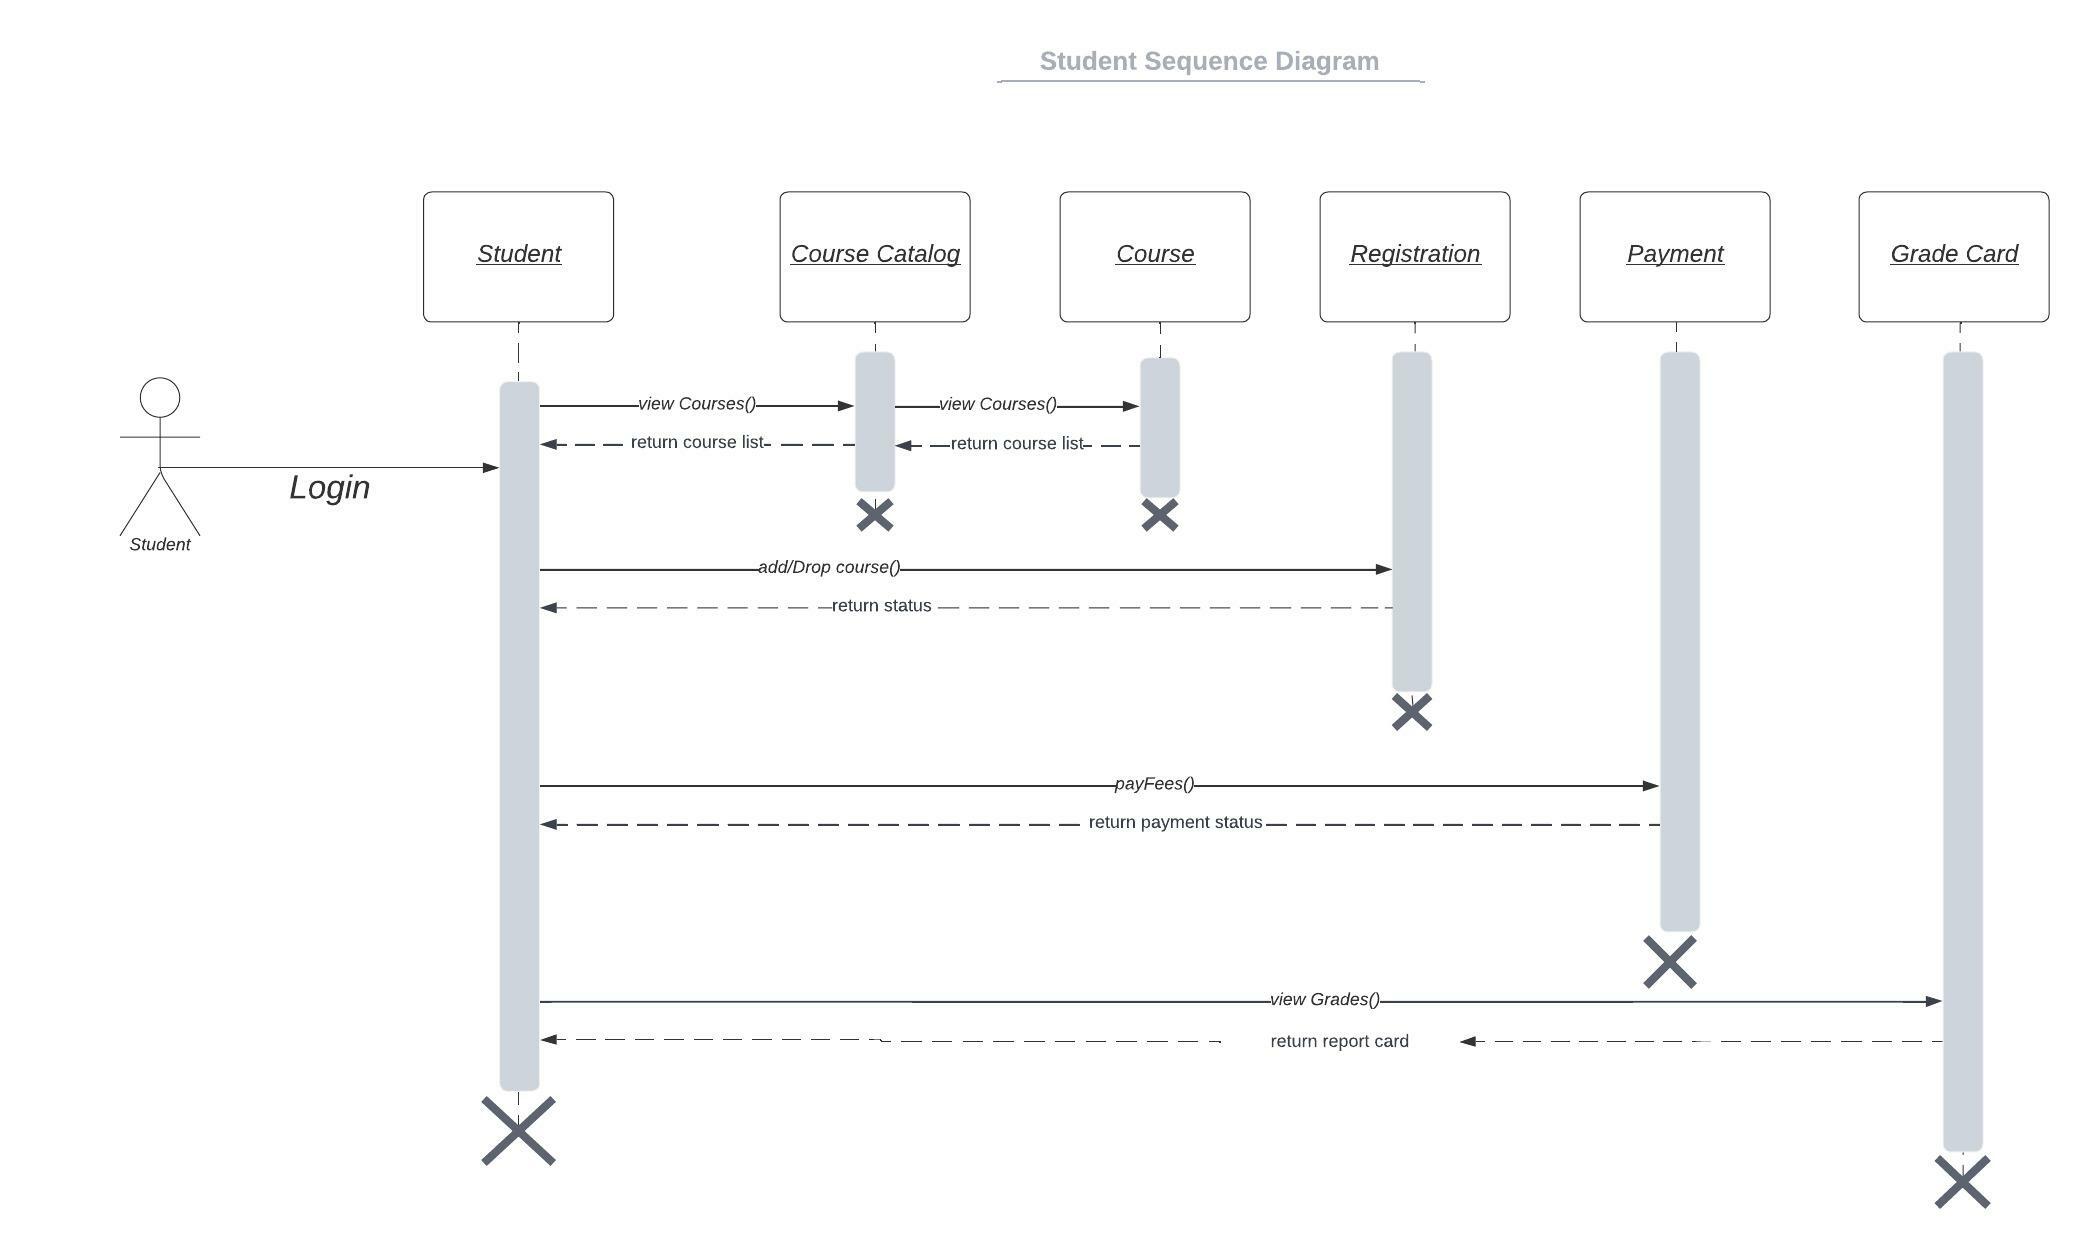 Student Sequence Diagram
Student
Course Catalog
Course
Registration
Payment
Grade Card
view Courses()
view Courses()
return course list
return course list
Login
Student
add/Drop course()
return status
payFees()
return payment status
view Grades()
return report card